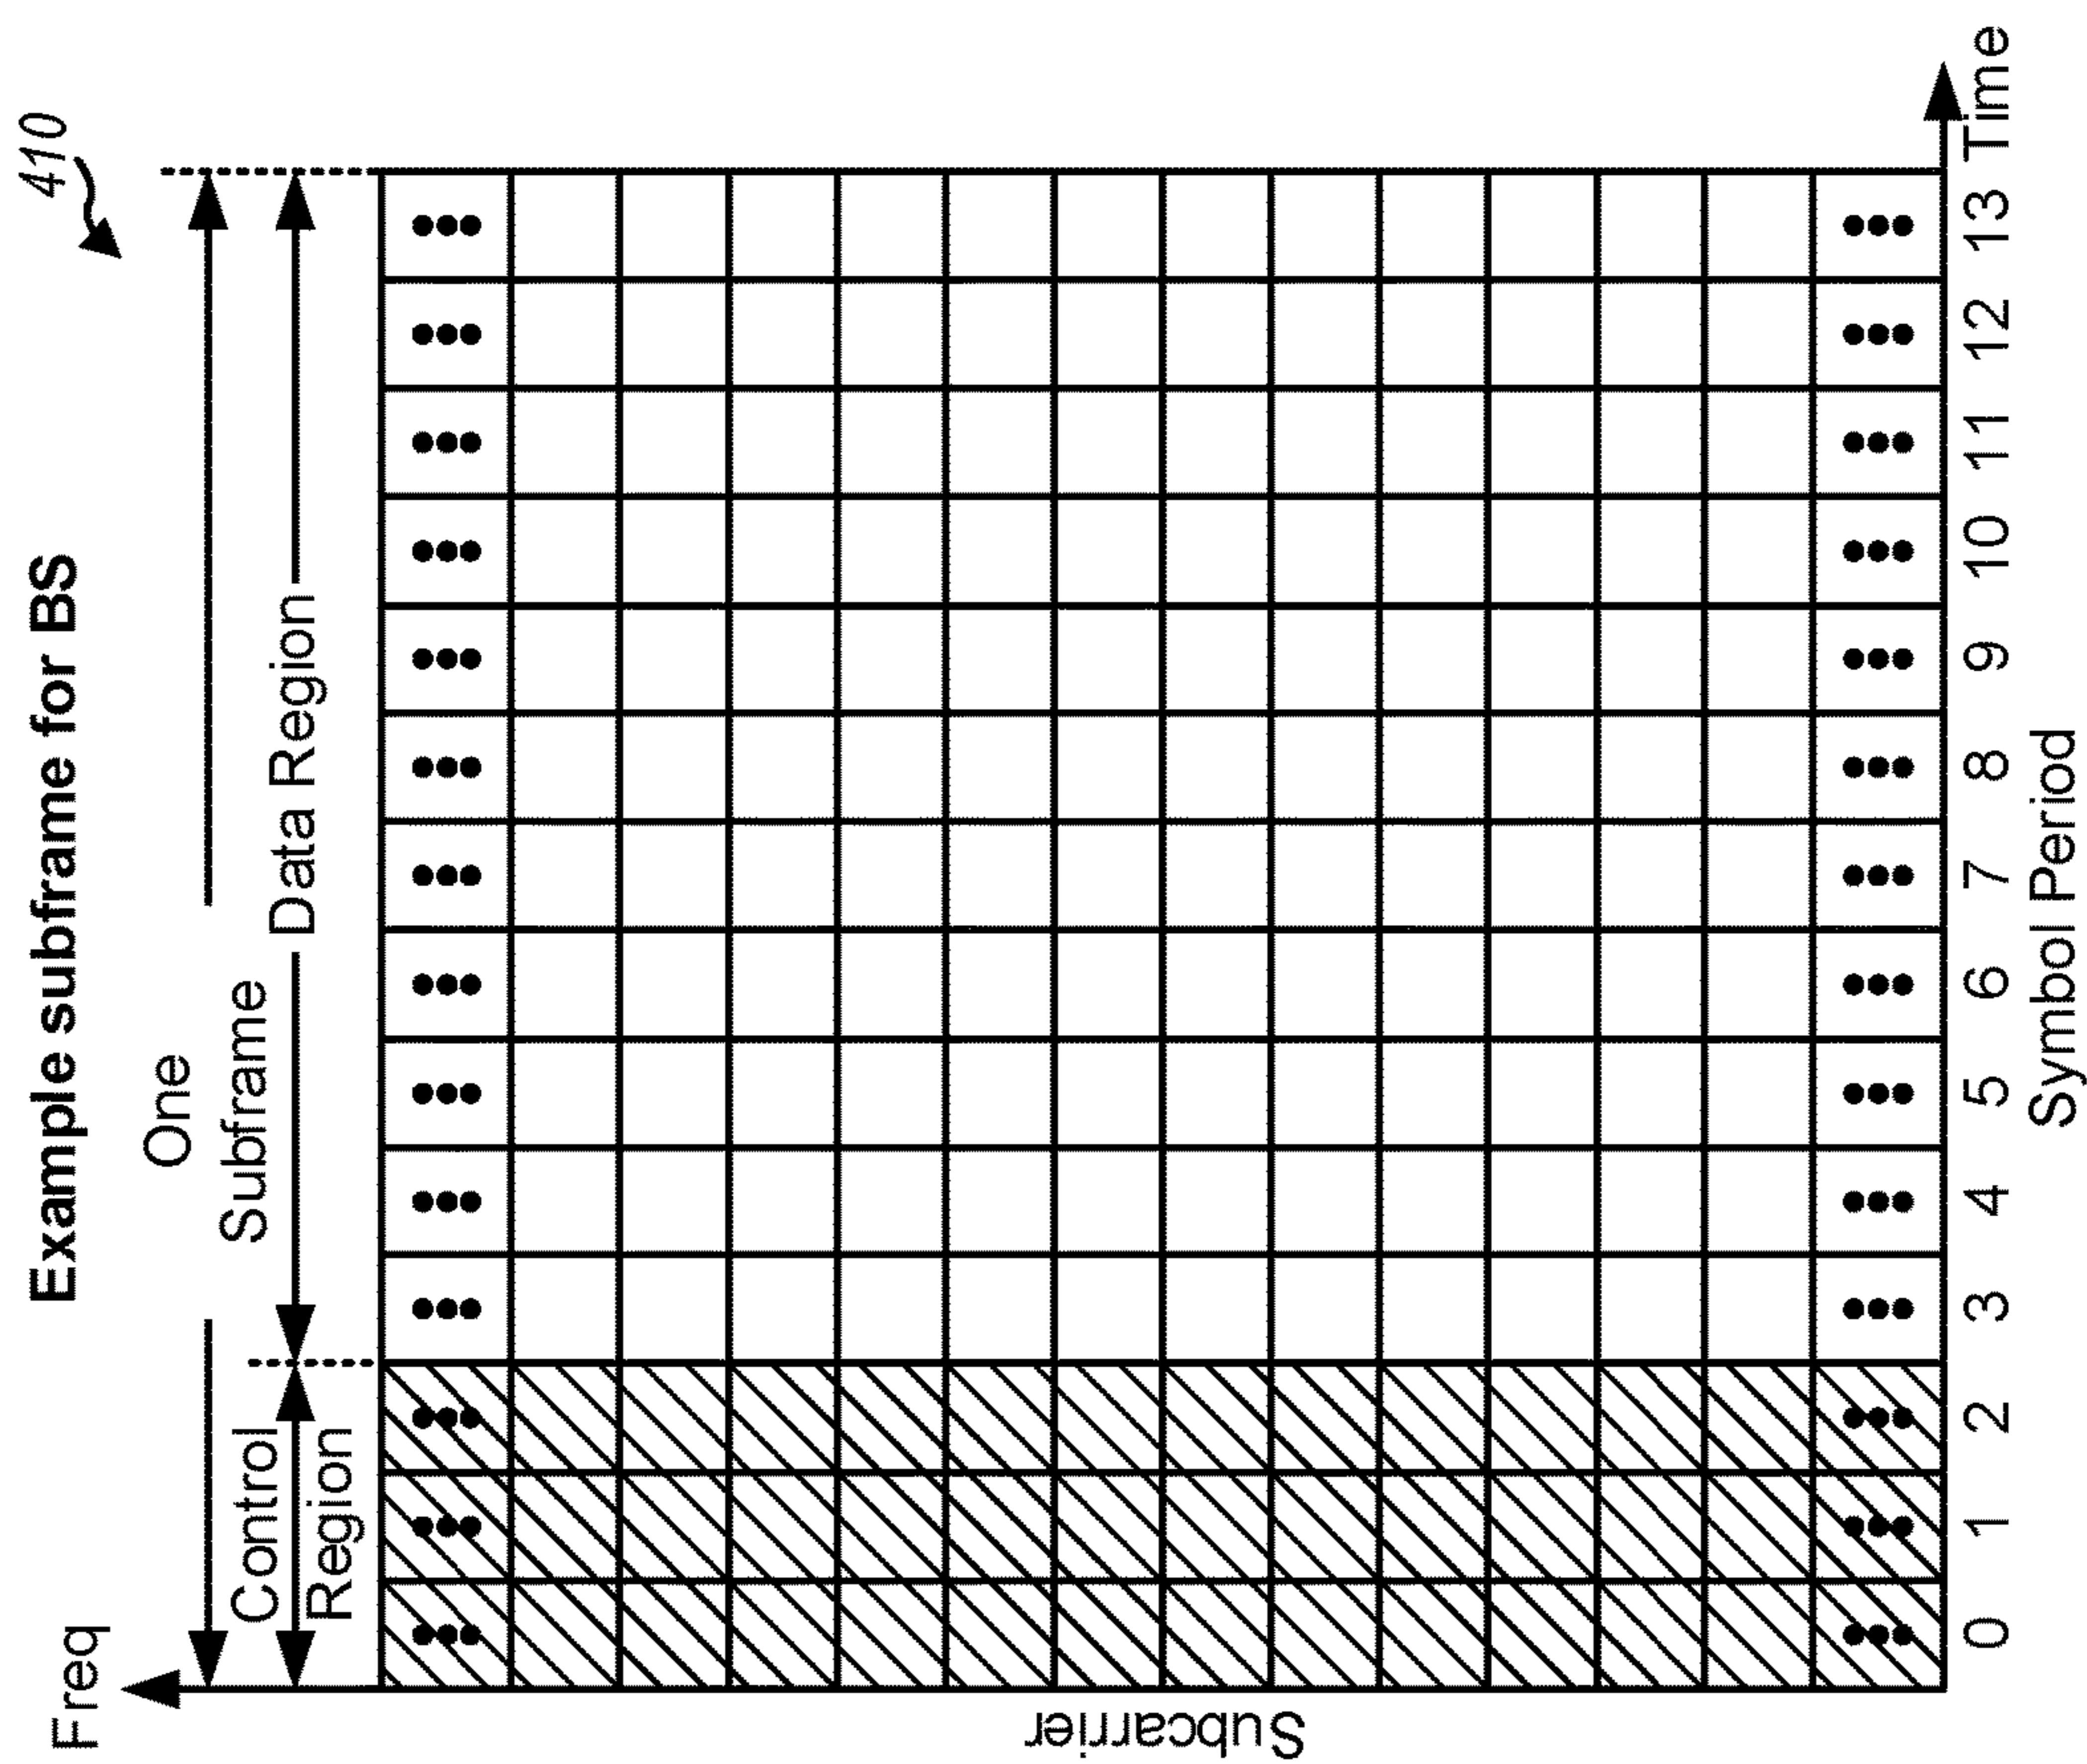 Example subframe for BS
410
One
Subframe
Control
Region
Data Region
Freq
Subcarrier
0 1 2 3 4 5 6 7 8 9 10 11 12 13
Time
Symbol Period